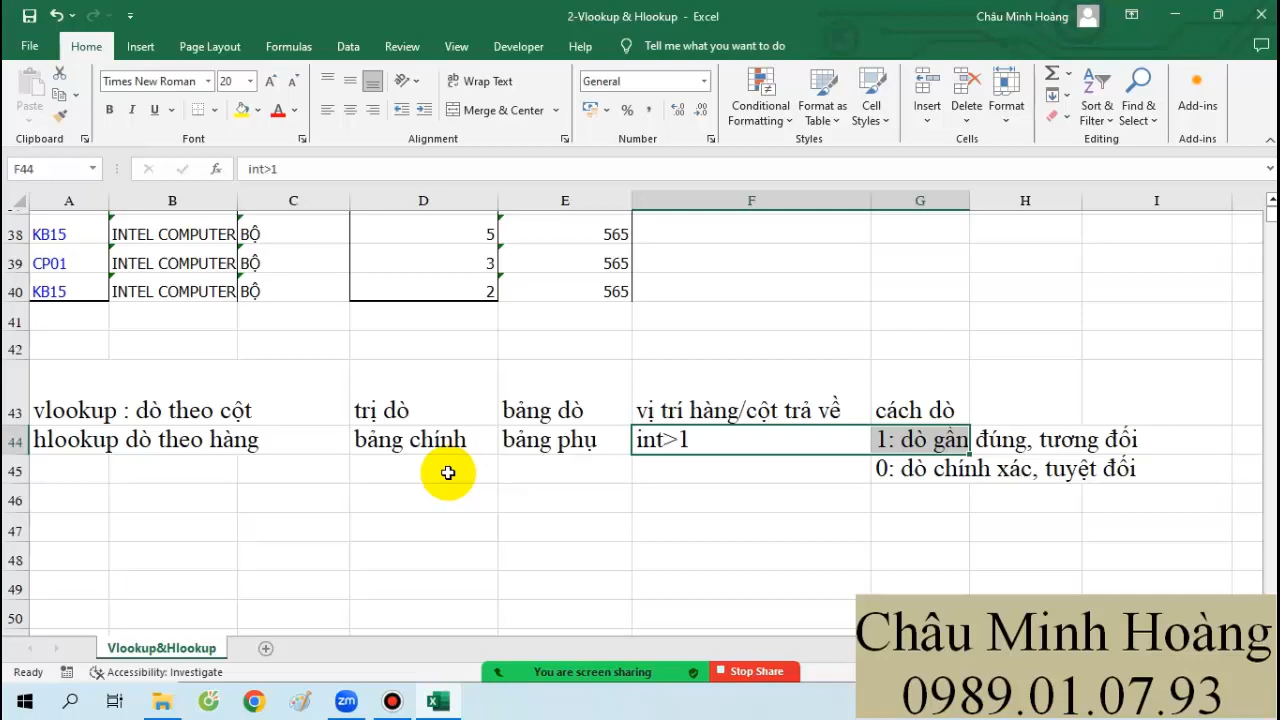 2-Vlookup & Hlookup - Excel
Châu Minh Hoàng
File Home Insert Page Layout Formulas Data Review View Developer Help Tell me what you want to do
Paste
Clipboard
Times New Roman 20
B I U
Font
Wrap Text
Merge & Center
Alignment
General
Number
Conditional Formatting
Format as Table
Cell Styles
Styles
Insert Delete Format
Cells
Sort & Filter
Find & Select
Editing
Add-ins
Add-ins
F44 fx int>1
A B C D E F G H I
38 KB15 INTEL COMPUTER BỘ 5 565
39 CP01 INTEL COMPUTER BỘ 3 565
40 KB15 INTEL COMPUTER BỘ 2 565
41
42
43 vlookup : dò theo cột trị dò bảng dò vị trí hàng/cột trả về cách dò
44 hlookup dò theo hàng bảng chính bảng phụ int>1 1: dò gần đúng, tương đối
45 0: dò chính xác, tuyệt đối
46
47
48
49
50
Vlookup&Hlookup
Ready Accessibility: Investigate
You are screen sharing Stop Share
zm
Châu Minh Hoàng
0989.01.07.93